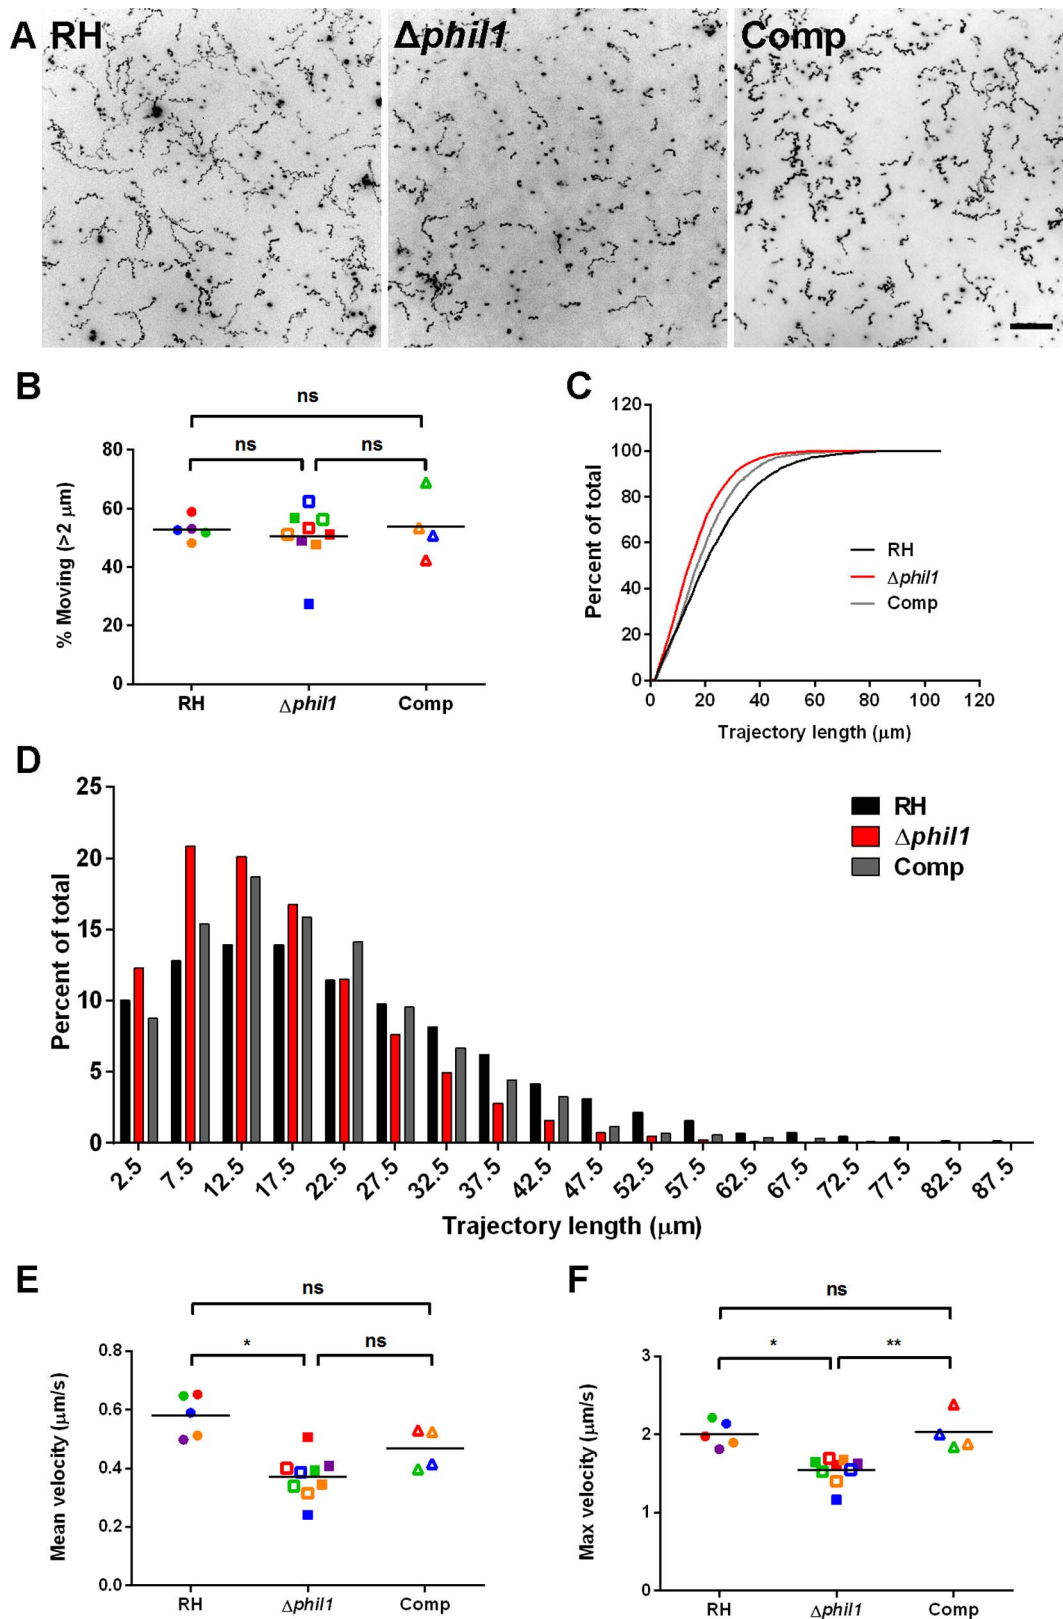 A RH Δphil1 Comp
B
ns
ns ns
80
60
40
20
0
% Moving (>2 μm)
RH Δphil1 Comp
C
120
100
80
60
40
20
0
Percent of total
RH
Δphil1
Comp
0 20 40 60 80 100 120
Trajectory length (μm)
D
25
20
15
10
5
0
Percent of total
RH
Δphil1
Comp
2.5 7.5 12.5 17.5 22.5 27.5 32.5 37.5 42.5 47.5 52.5 57.5 62.5 67.5 72.5 77.5 82.5 87.5
Trajectory length (μm)
E
ns
* ns
0.8
0.6
0.4
0.2
0.0
Mean velocity (μm/s)
RH Δphil1 Comp
F
ns
* **
3
2
1
0
Max velocity (μm/s)
RH Δphil1 Comp